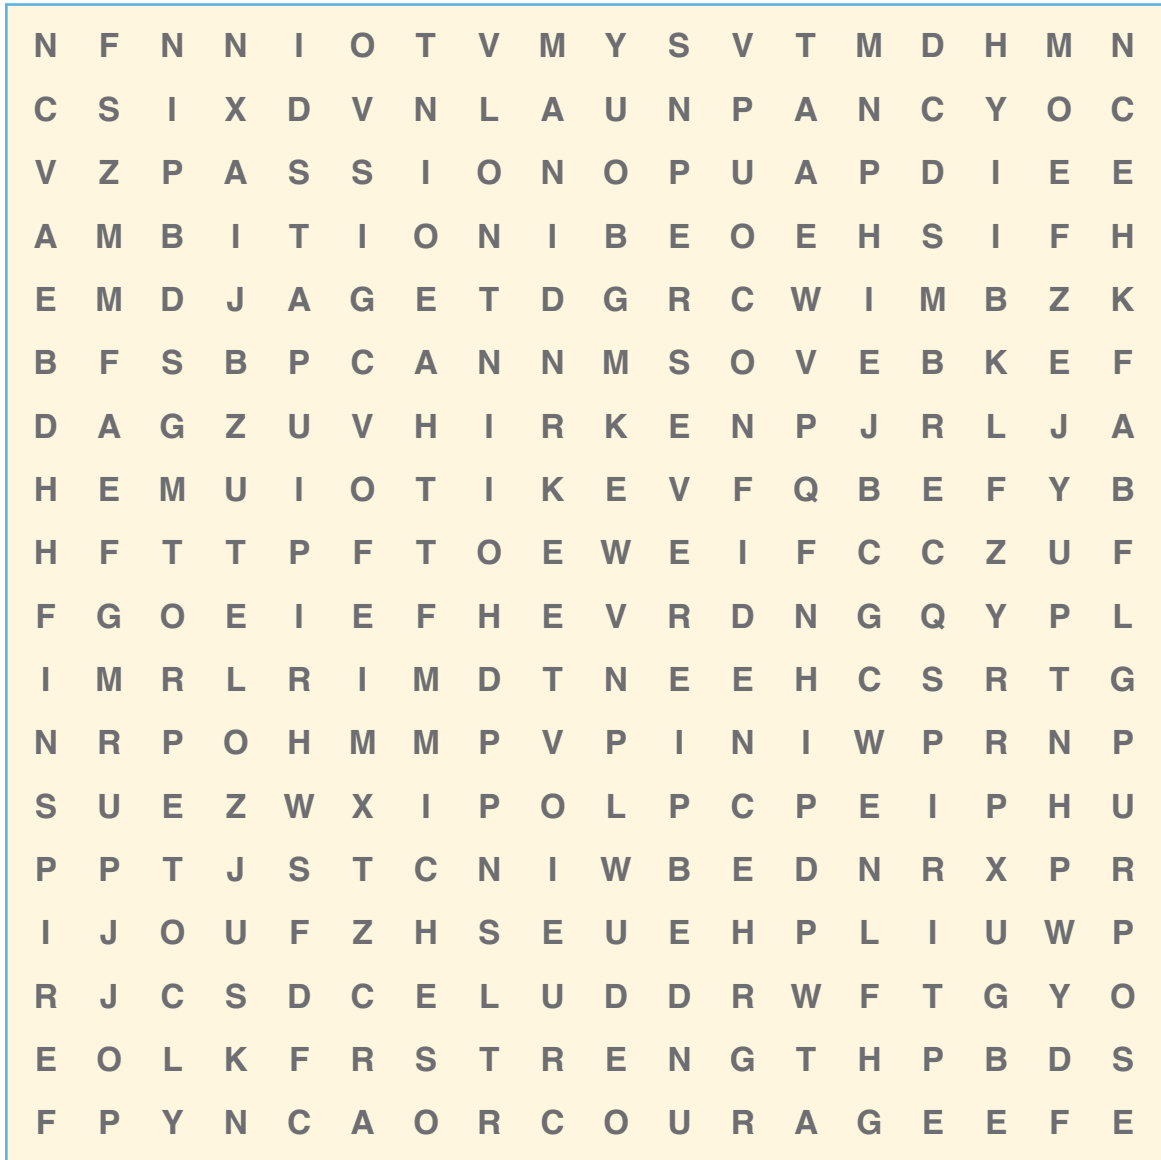 N F N N I O T V M Y S V T M D H M N
C S I X D V N L A U N P A N C Y O C
V Z P A S S I O N O P U A P D I E E
A M B I T I O N I B E O E H S I F H
E M D J A G E T D G R C W I M B Z K
B F S B P C A N N M S O V E B K E F
D A G Z U V H I R K E N P J R L J A
H E M U I O T I K E V F Q B E F Y B
H F T T P F T O E W E I F C C Z U F
F G O E I E F H E V R D N G Q Y P L
I M R L R I M D T N E E H C S R T G
N R P O H M M P V P I N I W P R N P
S U E Z W X I P O L P C P E I P H U
P P T J S T C N I W B E D N R X P R
I J O U F Z H S E U E H P L I U W P
R J C S D C E L U D D R W F T G Y O
E O L K F R S T R E N G T H P B D S
F P Y N C A O R C O U R A G E E F E